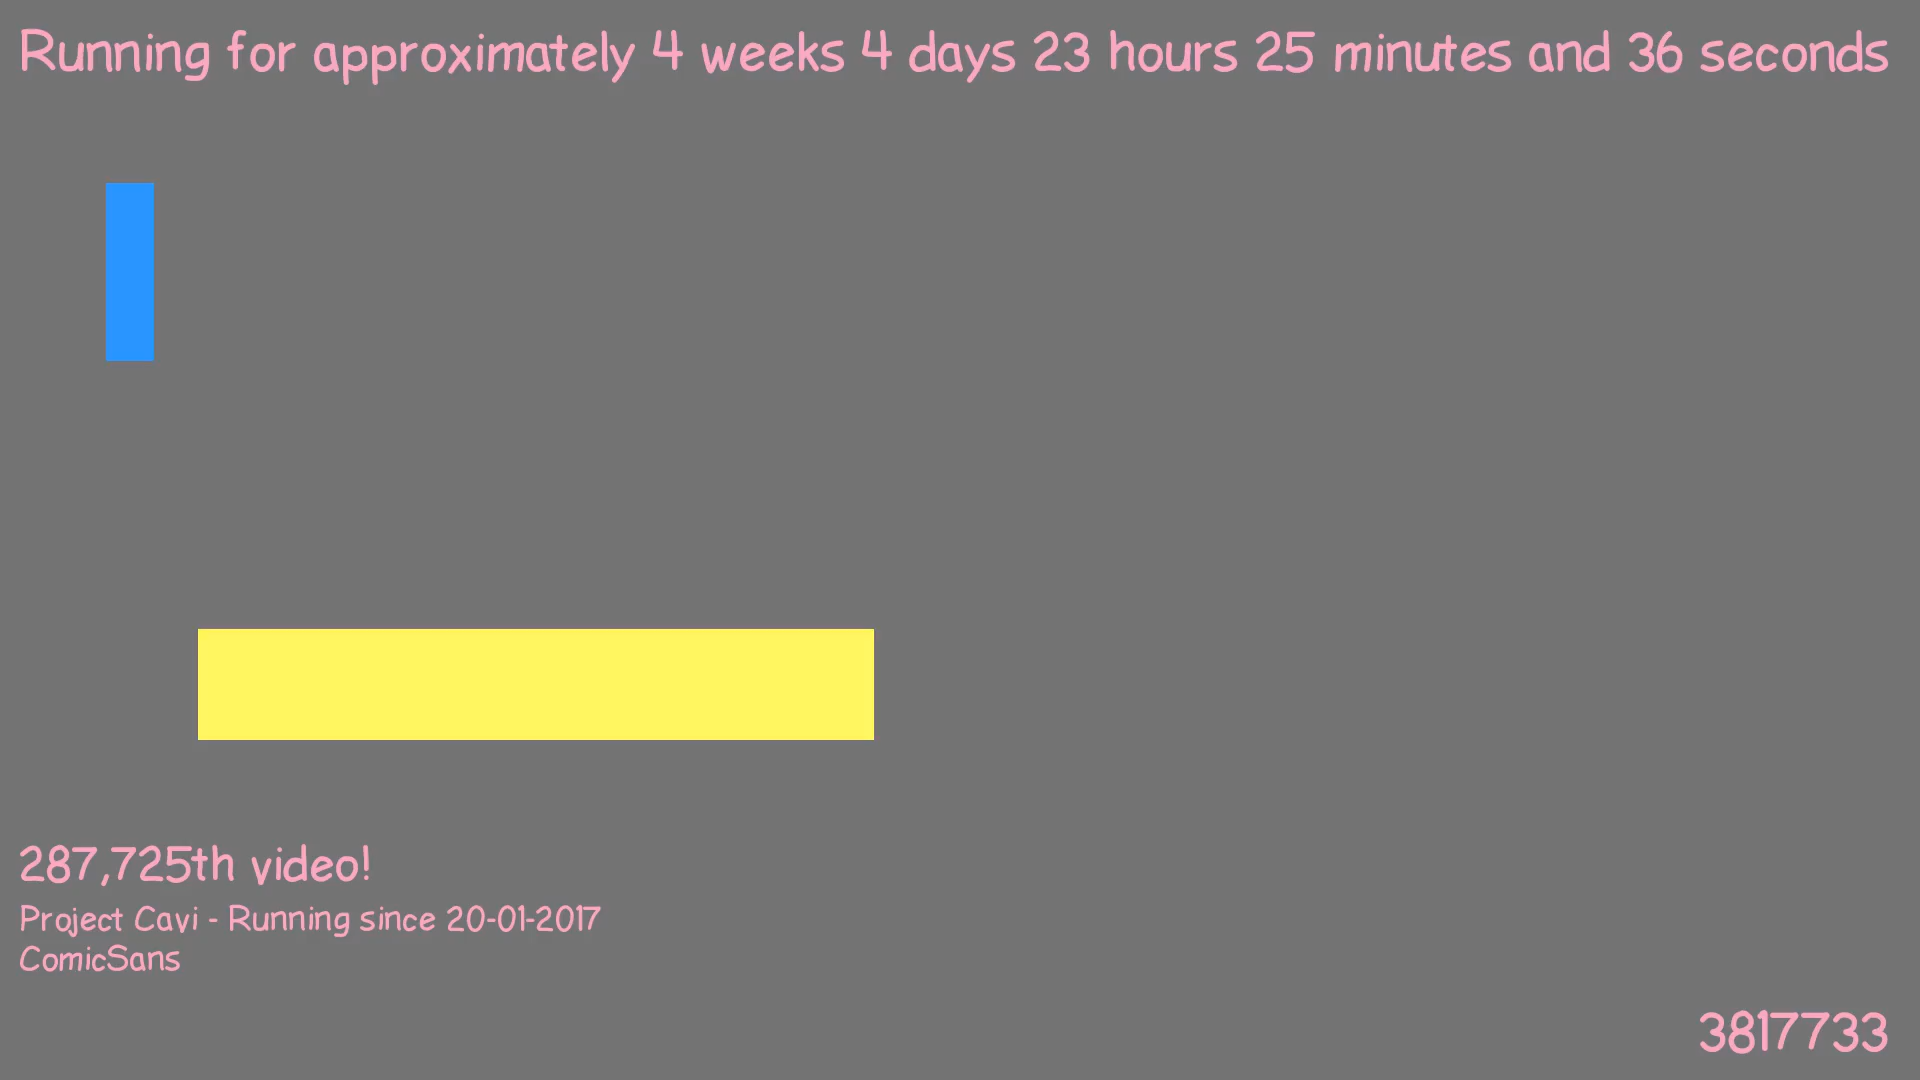 Running for approximately 4 weeks 4 days 23 hours 25 minutes and 36 seconds
287,725th video!
Project Cavi - Running since 20-01-2017
ComicSans
3817733